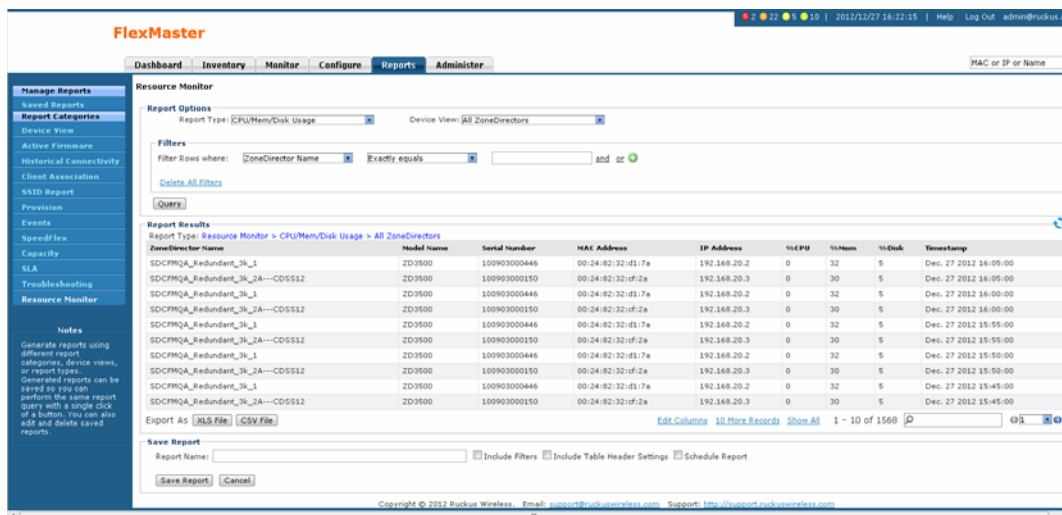 2 22 5 10 | 2012/12/27 16:22:15 | Help Log Out admin@ruckus.
FlexMaster
Dashboard Inventory Monitor Configure Reports Administer MAC or IP or Name
Manage Reports
Saved Reports
Report Categories
Device View
Active Firmware
Historical Connectivity
Client Association
SSID Report
Provision
Events
SpeedFlex
Capacity
SLA
Troubleshooting
Resource Monitor
Notes
Generate reports using
different report
categories, device views,
or report types.
Generated reports can be
saved so you can
perform the same report
query with a single click
of a button. You can also
edit and delete saved
reports.
Resource Monitor
Report Options
Report Type: CPU/Mem/Disk Usage Device View: All ZoneDirectors
Filters
Filter Rows where: ZoneDirector Name Exactly equals and or
Delete All Filters
Query
Report Results
Report Type: Resource Monitor > CPU/Mem/Disk Usage > All ZoneDirectors
ZoneDirector Name Model Name Serial Number MAC Address IP Address %CPU %Mem %Disk Timestamp
SDCFMQA_Redundant_3k_1 ZD3500 100903000446 00:24:82:32:d1:7a 192.168.20.2 0 32 5 Dec. 27 2012 16:05:00
SDCFMQA_Redundant_3k_2A---CDSS12 ZD3500 100903000150 00:24:82:32:cf:2a 192.168.20.3 0 30 5 Dec. 27 2012 16:05:00
SDCFMQA_Redundant_3k_1 ZD3500 100903000446 00:24:82:32:d1:7a 192.168.20.2 0 32 5 Dec. 27 2012 16:00:00
SDCFMQA_Redundant_3k_2A---CDSS12 ZD3500 100903000150 00:24:82:32:cf:2a 192.168.20.3 0 30 5 Dec. 27 2012 16:00:00
SDCFMQA_Redundant_3k_1 ZD3500 100903000446 00:24:82:32:d1:7a 192.168.20.2 0 32 5 Dec. 27 2012 15:55:00
SDCFMQA_Redundant_3k_2A---CDSS12 ZD3500 100903000150 00:24:82:32:cf:2a 192.168.20.3 0 30 5 Dec. 27 2012 15:55:00
SDCFMQA_Redundant_3k_1 ZD3500 100903000446 00:24:82:32:d1:7a 192.168.20.2 0 32 5 Dec. 27 2012 15:50:00
SDCFMQA_Redundant_3k_2A---CDSS12 ZD3500 100903000150 00:24:82:32:cf:2a 192.168.20.3 0 30 5 Dec. 27 2012 15:50:00
SDCFMQA_Redundant_3k_1 ZD3500 100903000446 00:24:82:32:d1:7a 192.168.20.2 0 32 5 Dec. 27 2012 15:45:00
SDCFMQA_Redundant_3k_2A---CDSS12 ZD3500 100903000150 00:24:82:32:cf:2a 192.168.20.3 0 30 5 Dec. 27 2012 15:45:00
Export As XLS File CSV File Edit Columns 10 More Records Show All 1 - 10 of 1568 1
Save Report
Report Name: Include Filters Include Table Header Settings Schedule Report
Save Report Cancel
Copyright © 2012 Ruckus Wireless. Email: support@ruckuswireless.com Support: http://support.ruckuswireless.com